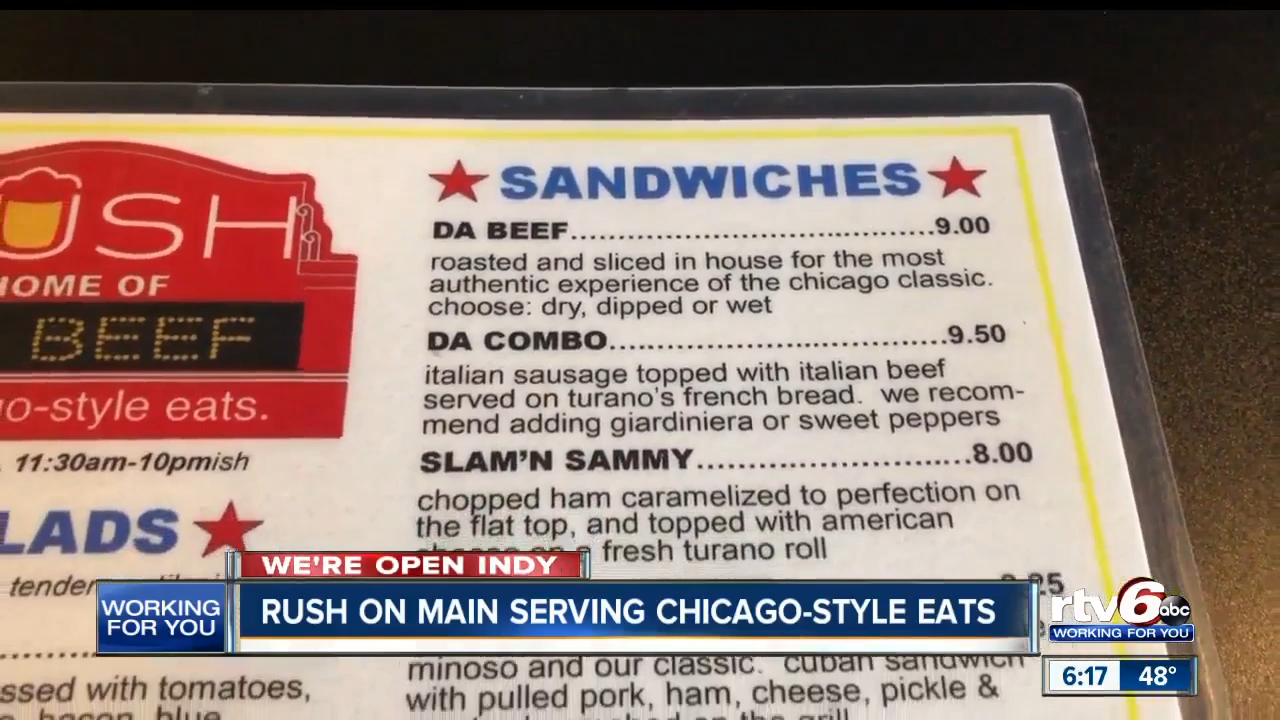 USH
HOME OF
BEEF
o-style eats.
11:30am-10pmish
LADS
tender
ssed with tomatoes,
bacon, blue
SANDWICHES
DA BEEF..................................9.00
roasted and sliced in house for the most
authentic experience of the chicago classic.
choose: dry, dipped or wet
DA COMBO..................................9.50
italian sausage topped with italian beef
served on turano's french bread. we recom-
mend adding giardiniera or sweet peppers
SLAM'N SAMMY..........................8.00
chopped ham caramelized to perfection on
the flat top, and topped with american
fresh turano roll
minoso and our classic. cuban sandwich
with pulled pork, ham, cheese, pickle &
on the grill
WE'RE OPEN INDY
WORKING
FOR YOU
RUSH ON MAIN SERVING CHICAGO-STYLE EATS
rtv6 abc
WORKING FOR YOU
6:17 48°